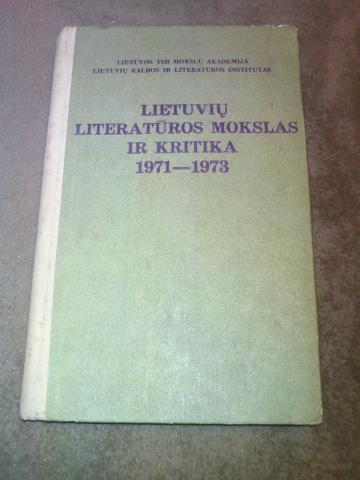 LIETUVOS TSR MOKSLŲ AKADEMIJA
LIETUVIŲ KALBOS IR LITERATŪROS INSTITUTAS
LIETUVIŲ
LITERATŪROS MOKSLAS
IR KRITIKA
1971—1973